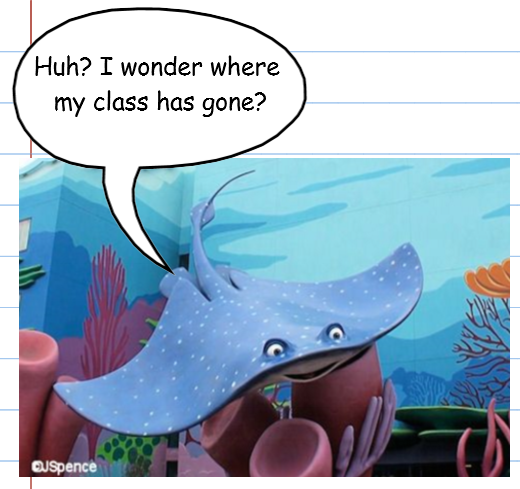 Huh? I wonder where
my class has gone?
©JSpence